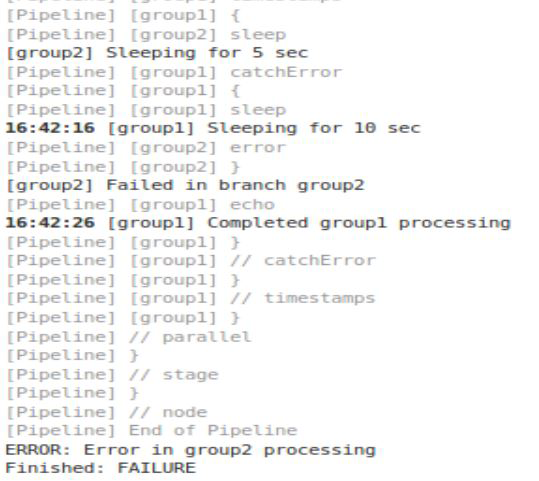 [Pipeline] [group1] timestamps
[Pipeline] [group1] {
[Pipeline] [group2] sleep
[group2] Sleeping for 5 sec
[Pipeline] [group1] catchError
[Pipeline] [group1] {
[Pipeline] [group1] sleep
16:42:16 [group1] Sleeping for 10 sec
[Pipeline] [group2] error
[Pipeline] [group2] }
[group2] Failed in branch group2
[Pipeline] [group1] echo
16:42:26 [group1] Completed group1 processing
[Pipeline] [group1] }
[Pipeline] [group1] // catchError
[Pipeline] [group1] }
[Pipeline] [group1] // timestamps
[Pipeline] [group1] }
[Pipeline] // parallel
[Pipeline] }
[Pipeline] // stage
[Pipeline] }
[Pipeline] // node
[Pipeline] End of Pipeline
ERROR: Error in group2 processing
Finished: FAILURE